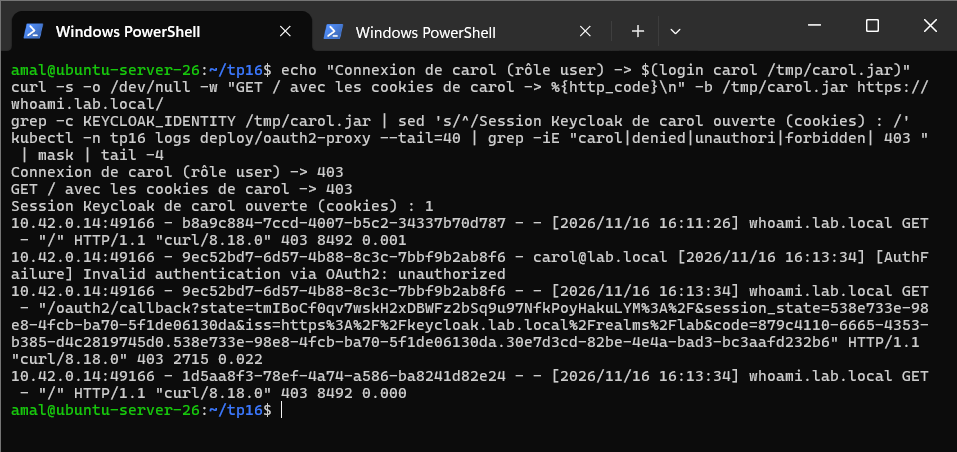 Windows PowerShell
Windows PowerShell
amal@ubuntu-server-26:~/tp16$ echo "Connexion de carol (rôle user) -> $(login carol /tmp/carol.jar)"
curl -s -o /dev/null -w "GET / avec les cookies de carol -> %{http_code}\n" -b /tmp/carol.jar https://
whoami.lab.local/
grep -c KEYCLOAK_IDENTITY /tmp/carol.jar | sed 's/^/Session Keycloak de carol ouverte (cookies) : /'
kubectl -n tp16 logs deploy/oauth2-proxy --tail=40 | grep -iE "carol|denied|unauthori|forbidden| 403 "
 | mask | tail -4
Connexion de carol (rôle user) -> 403
GET / avec les cookies de carol -> 403
Session Keycloak de carol ouverte (cookies) : 1
10.42.0.14:49166 - b8a9c884-7ccd-4007-b5c2-34337b70d787 - - [2026/11/16 16:11:26] whoami.lab.local GET
 - "/" HTTP/1.1 "curl/8.18.0" 403 8492 0.001
10.42.0.14:49166 - 9ec52bd7-6d57-4b88-8c3c-7bbf9b2ab8f6 - carol@lab.local [2026/11/16 16:13:34] [AuthF
ailure] Invalid authentication via OAuth2: unauthorized
10.42.0.14:49166 - 9ec52bd7-6d57-4b88-8c3c-7bbf9b2ab8f6 - - [2026/11/16 16:13:34] whoami.lab.local GET
 - "/oauth2/callback?state=tmIBoCf0qv7wskH2xDBWFz2bSq9u97NfkPoyHakuLYM%3A%2F&session_state=538e733e-98
e8-4fcb-ba70-5f1de06130da&iss=https%3A%2F%2Fkeycloak.lab.local%2Frealms%2Flab&code=879c4110-6665-4353-
b385-d4c2819745d0.538e733e-98e8-4fcb-ba70-5f1de06130da.30e7d3cd-82be-4e4a-bad3-bc3aafd232b6" HTTP/1.1
"curl/8.18.0" 403 2715 0.022
10.42.0.14:49166 - 1d5aa8f3-78ef-4a74-a586-ba8241d82e24 - - [2026/11/16 16:13:34] whoami.lab.local GET
 - "/" HTTP/1.1 "curl/8.18.0" 403 8492 0.000
amal@ubuntu-server-26:~/tp16$